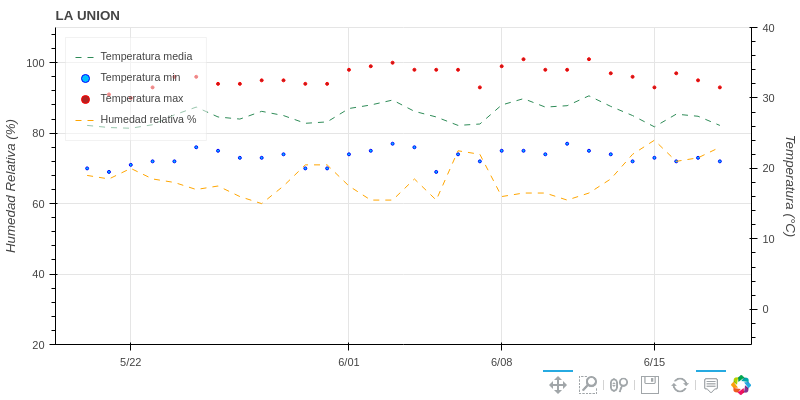 LA UNION
Temperatura media
Temperatura min
Temperatura max
Humedad relativa %
Humedad Relativa (%)
100
80
60
40
20
Temperatura (°C)
40
30
20
10
0
5/22
6/01
6/08
6/15